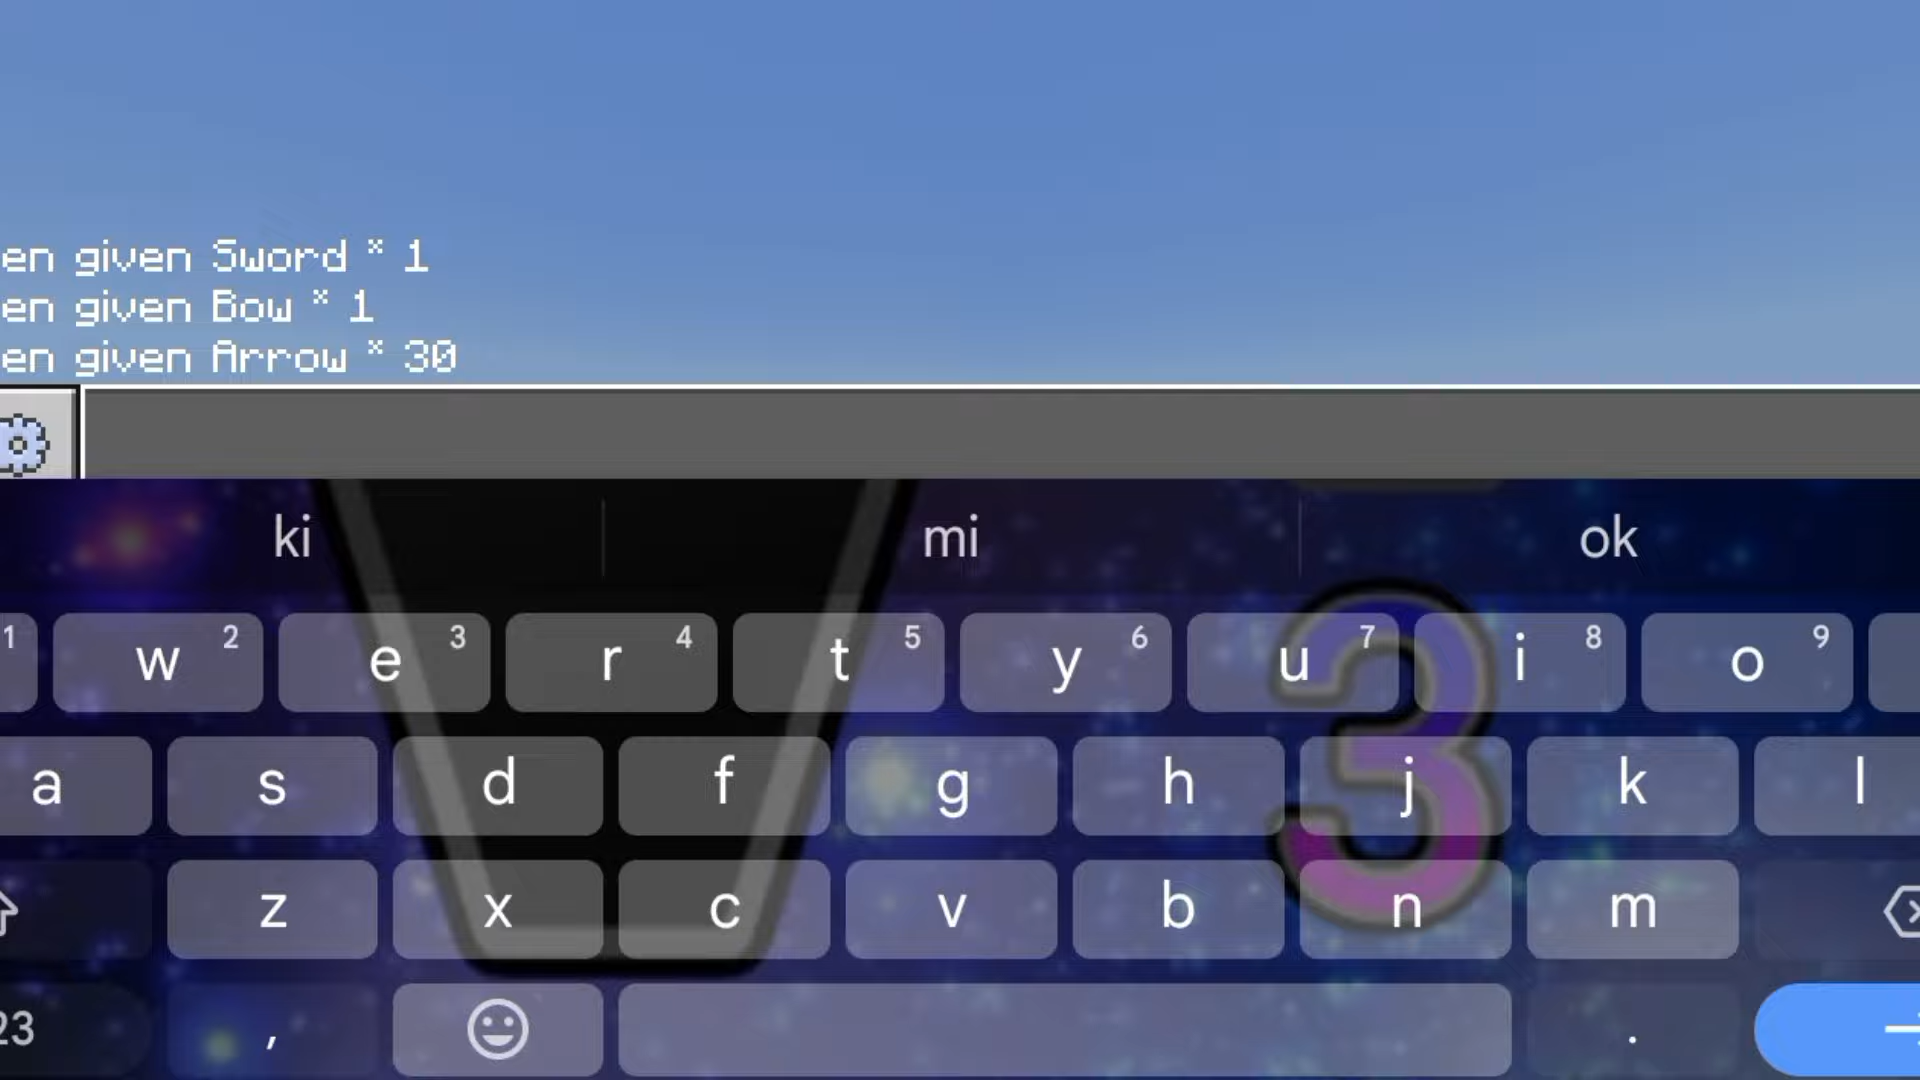 en given Sword * 1
en given Bow * 1
en given Arrow * 30
ki mi ok
1 w 2 e 3 r 4 t 5 y 6 u 7 i 8 o 9
a s d f g h j k l
z x c v b n m
23 , .
3